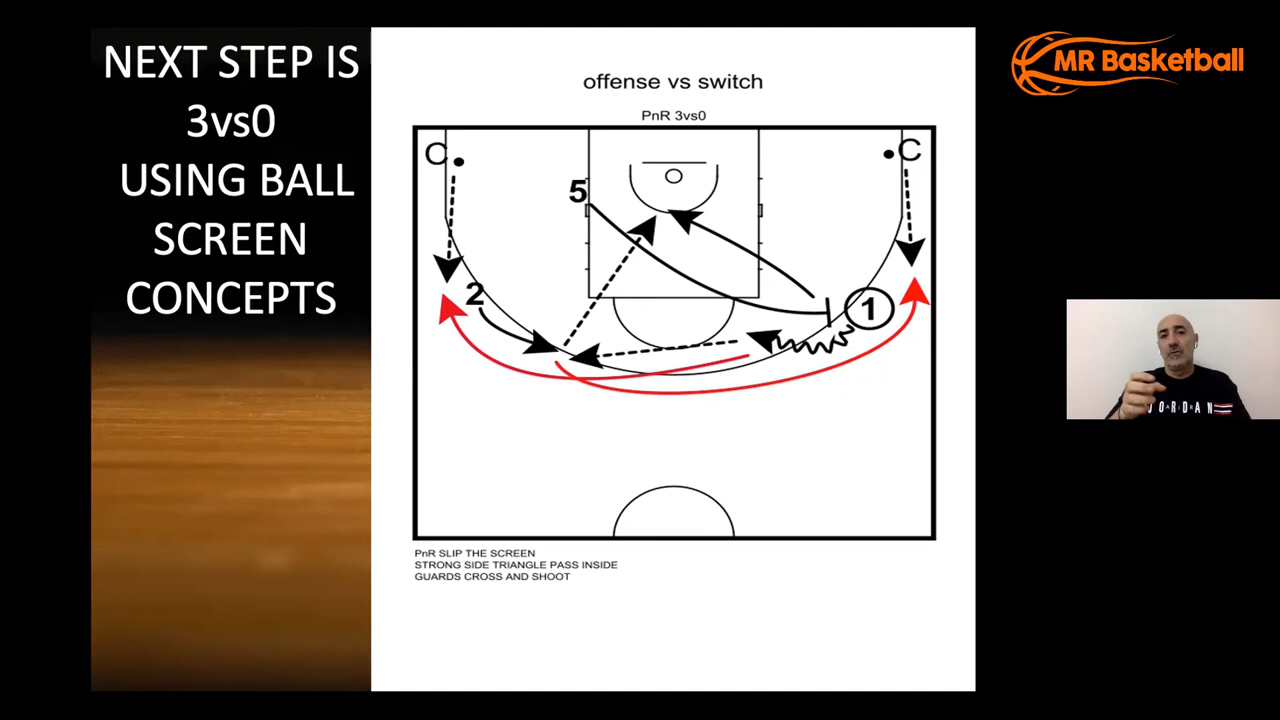 NEXT STEP IS
3vs0
USING BALL
SCREEN
CONCEPTS
offense vs switch
PnR 3vs0
C
C
5
2
1
PnR SLIP THE SCREEN
STRONG SIDE TRIANGLE PASS INSIDE
GUARDS CROSS AND SHOOT
MR Basketball
JORDAN